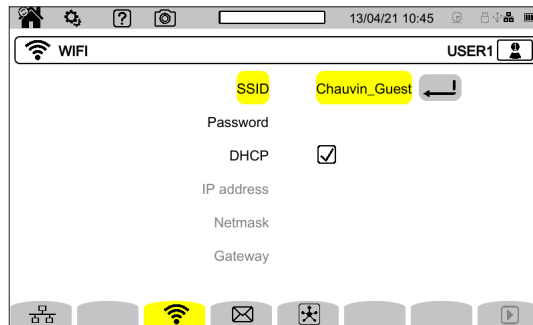 13/04/21 10:45
WIFI
USER1
SSID Chauvin_Guest
Password
DHCP
IP address
Netmask
Gateway